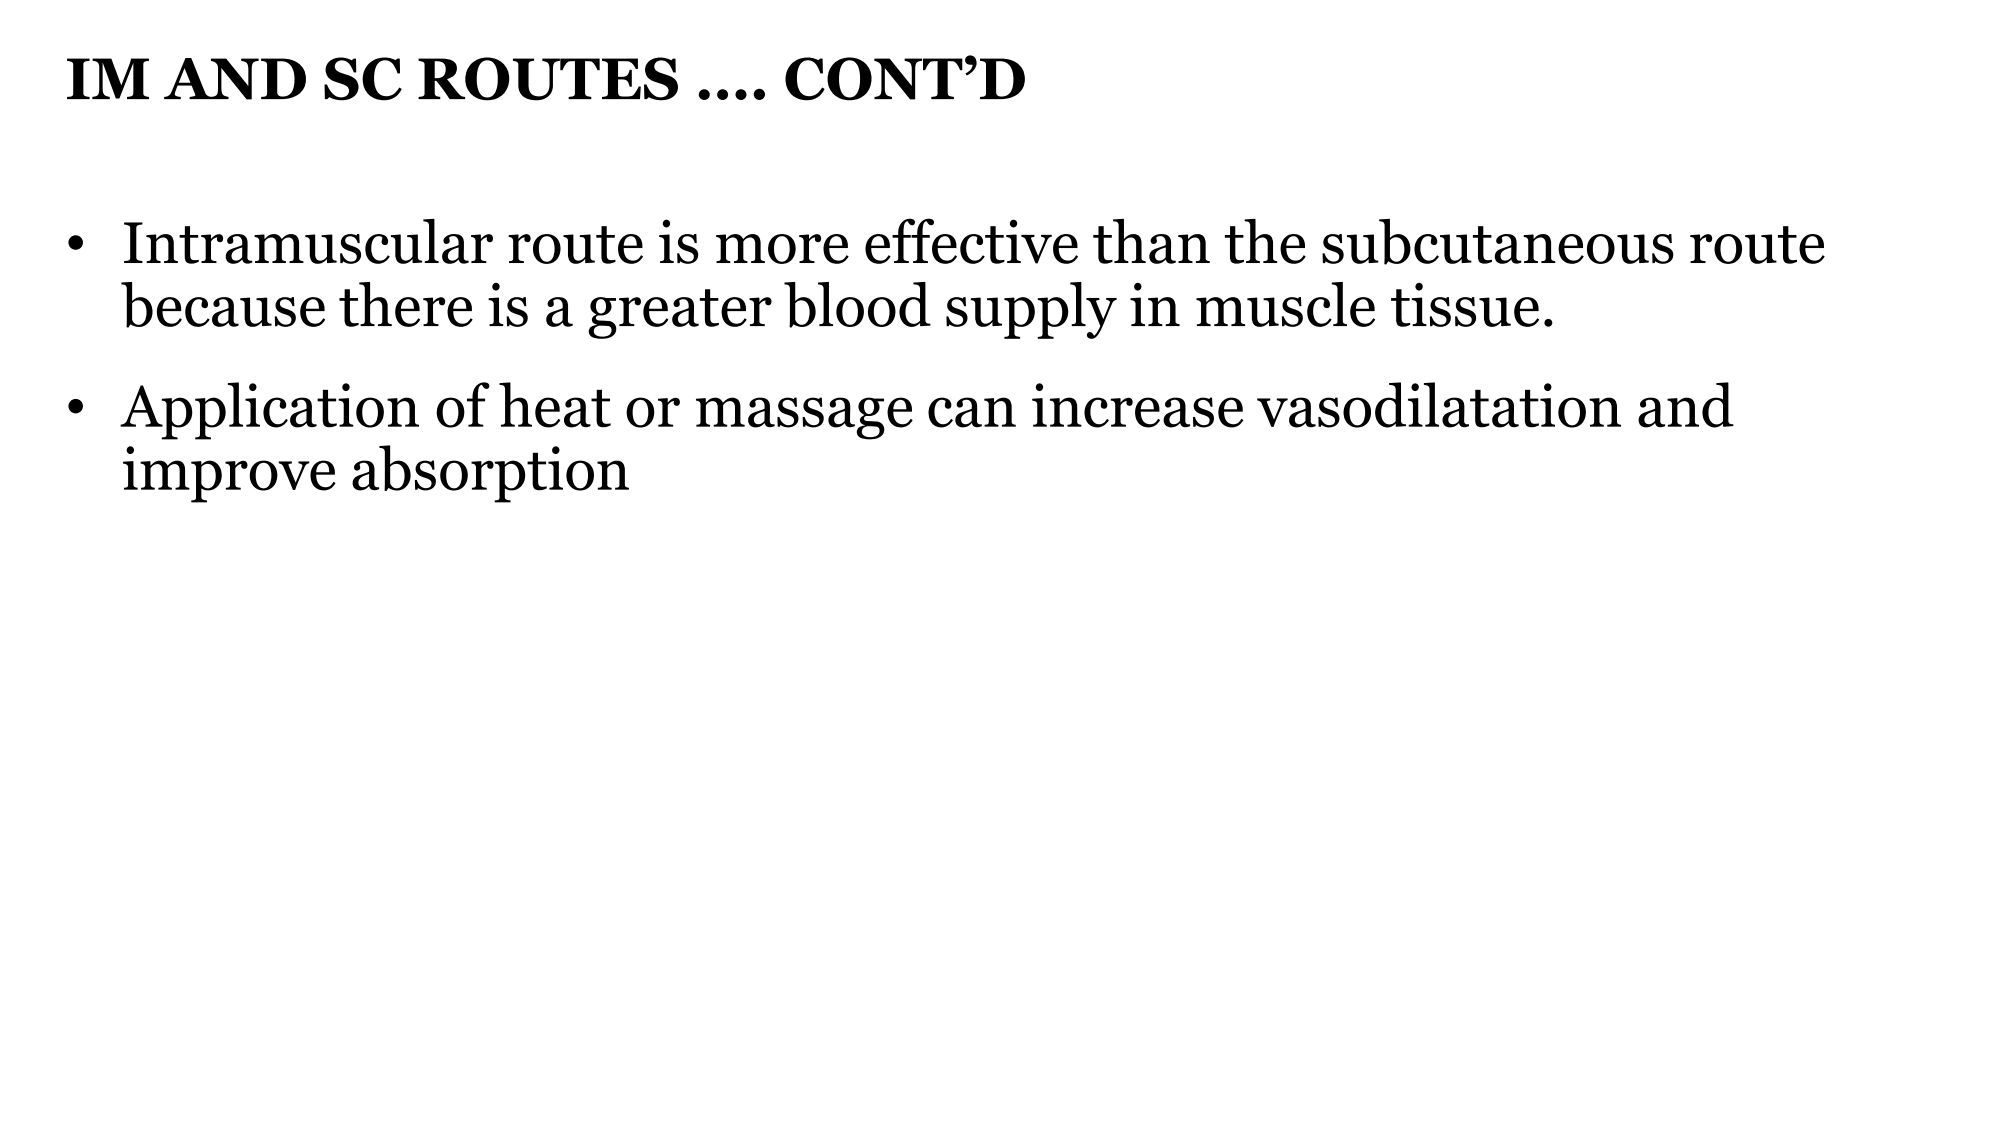 IM AND SC ROUTES .... CONT’D
• Intramuscular route is more effective than the subcutaneous route
because there is a greater blood supply in muscle tissue.
• Application of heat or massage can increase vasodilatation and
improve absorption